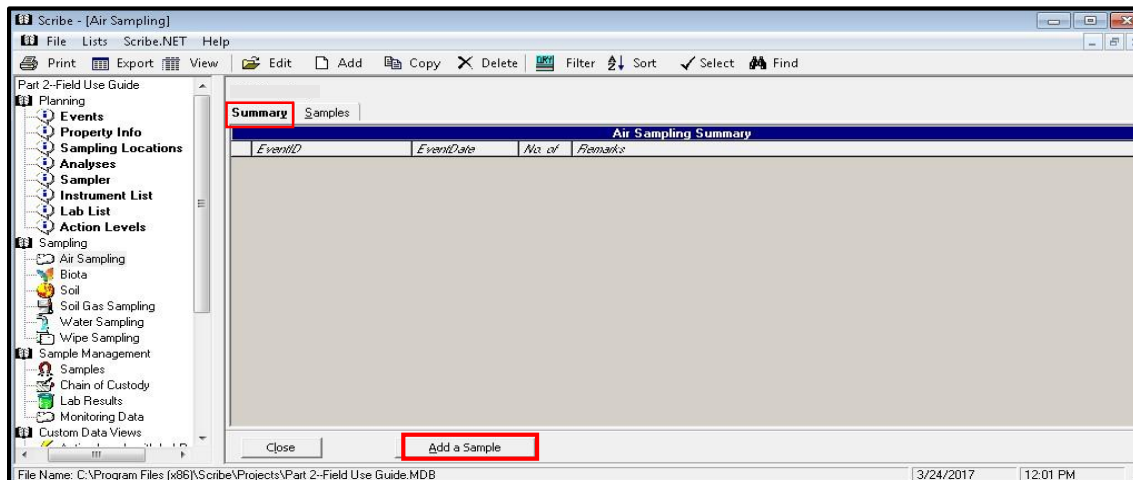 Scribe - [Air Sampling]
File Lists Scribe.NET Help
Print Export View Edit Add Copy Delete QRY Filter Sort Select Find
Part 2--Field Use Guide
Planning
Events
Property Info
Sampling Locations
Analyses
Sampler
Instrument List
Lab List
Action Levels
Sampling
Air Sampling
Biota
Soil
Soil Gas Sampling
Water Sampling
Wipe Sampling
Sample Management
Samples
Chain of Custody
Lab Results
Monitoring Data
Custom Data Views
Summary Samples
Air Sampling Summary
EventID EventDate No. of Remarks
Close Add a Sample
File Name: C:\Program Files (x86)\Scribe\Projects\Part 2--Field Use Guide.MDB 3/24/2017 12:01 PM